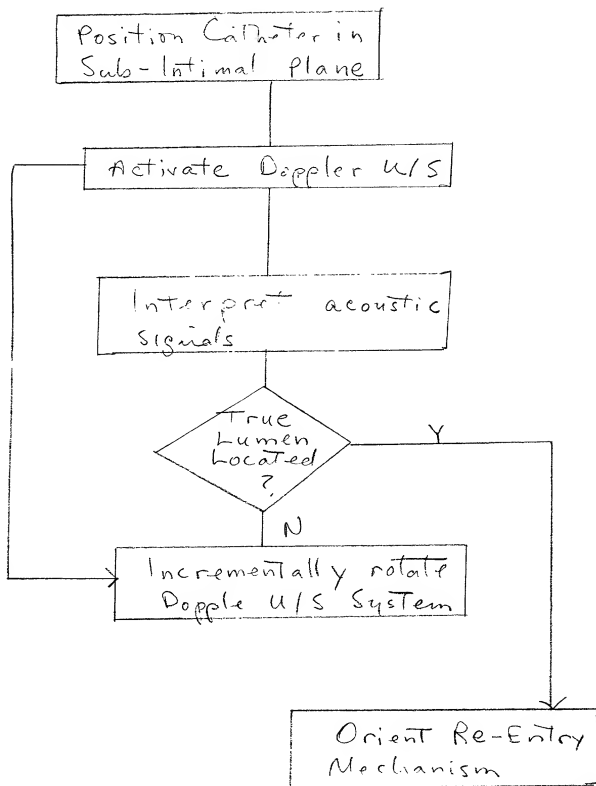 Position Catheter in
Sub-Intimal Plane
Activate Doppler U/S
Interpret acoustic
signals
True
Lumen
Located
?
Y
N
Incrementally rotate
Dopple U/S System
Orient Re-Entry
Mechanism